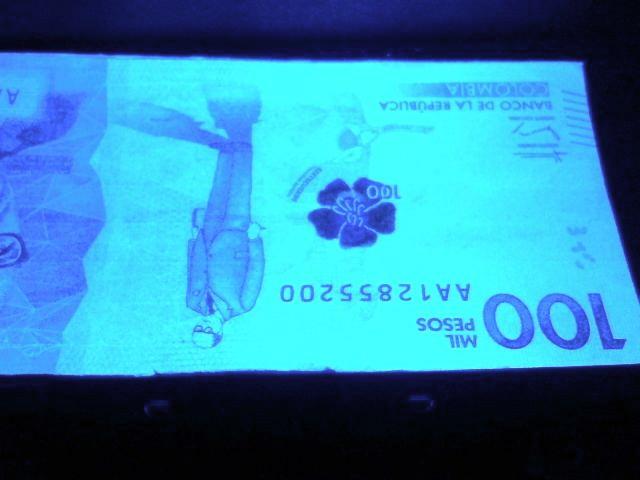 100
MIL
PESOS
AA12855200
100
BANCO DE LA REPÚBLICA
COLOMBIA